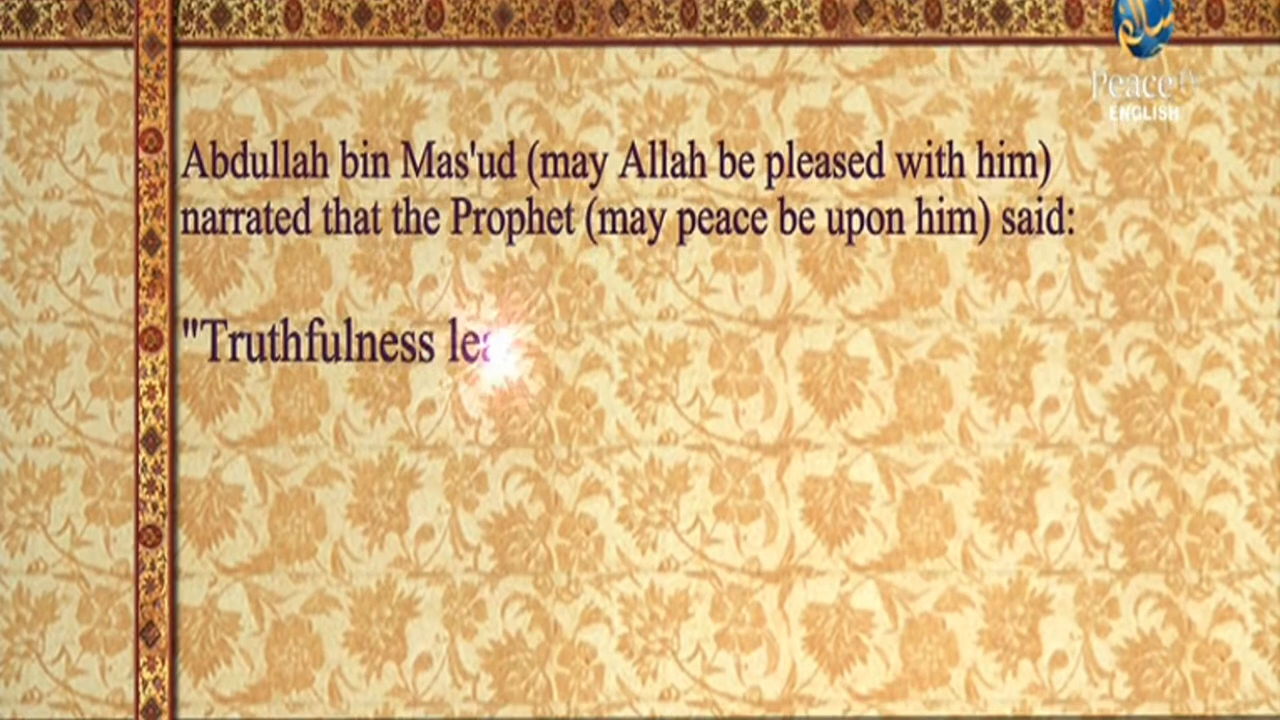 Peace tv
ENGLISH
Abdullah bin Mas'ud (may Allah be pleased with him)
narrated that the Prophet (may peace be upon him) said:
"Truthfulness lea